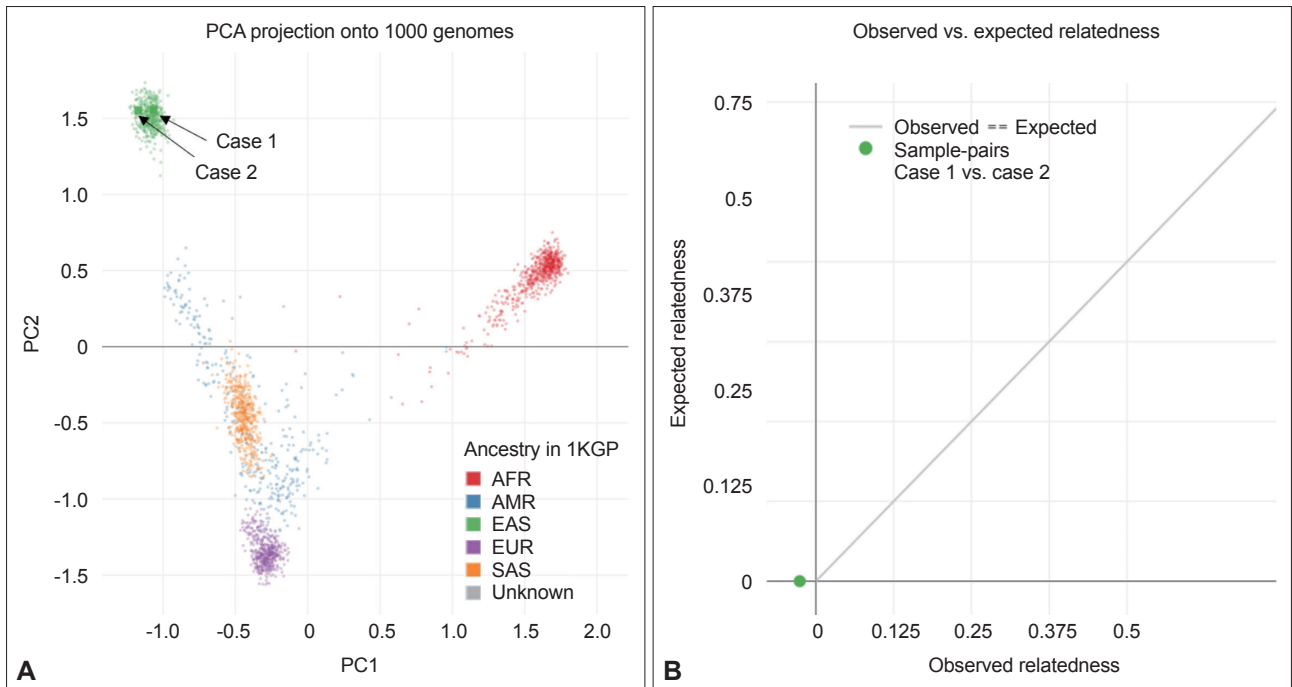 PCA projection onto 1000 genomes
1.5
1.0
0.5
0
-0.5
-1.0
-1.5
PC2
Case 1
Case 2
Ancestry in 1KGP
AFR
AMR
EAS
EUR
SAS
Unknown
-1.0 -0.5 0 0.5 1.0 1.5 2.0
PC1
A
Observed vs. expected relatedness
0.75
0.5
0.375
0.25
0.125
0
Expected relatedness
Observed == Expected
Sample-pairs
Case 1 vs. case 2
0 0.125 0.25 0.375 0.5
Observed relatedness
B